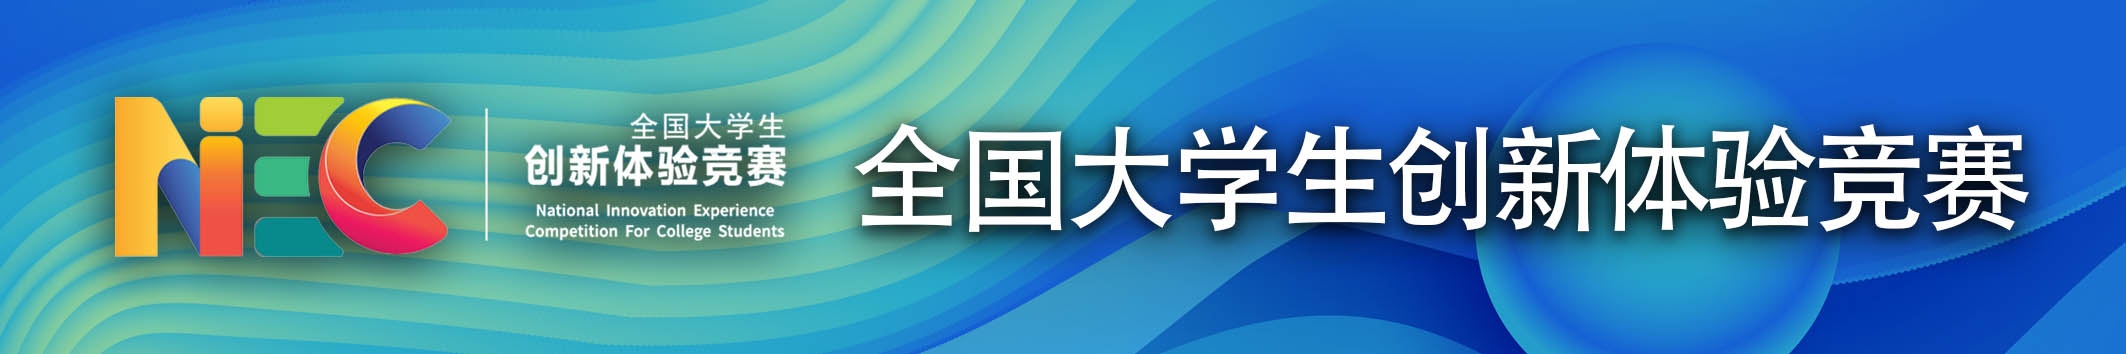 NIEC
全国大学生
创新体验竞赛
National Innovation Experience
Competition For College Students
全国大学生创新体验竞赛